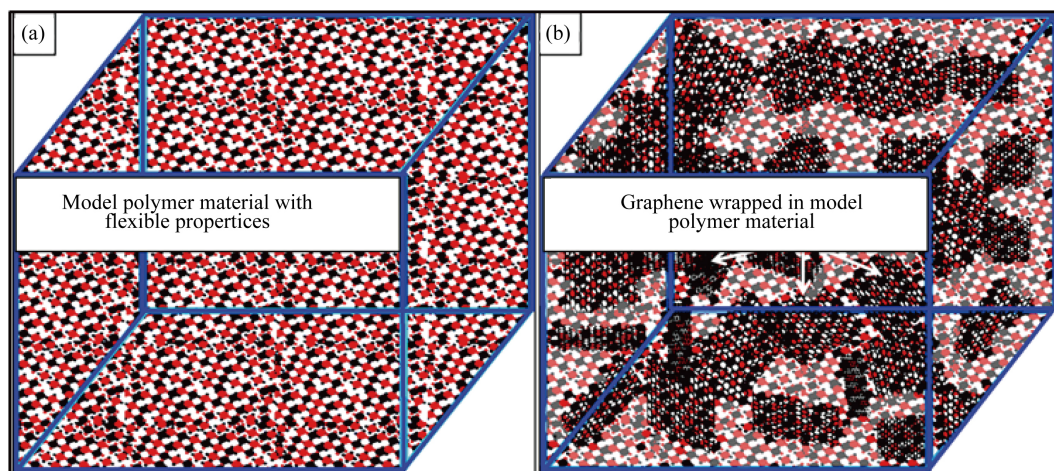 (a)
Model polymer material with
flexible propertices
(b)
Graphene wrapped in model
polymer material